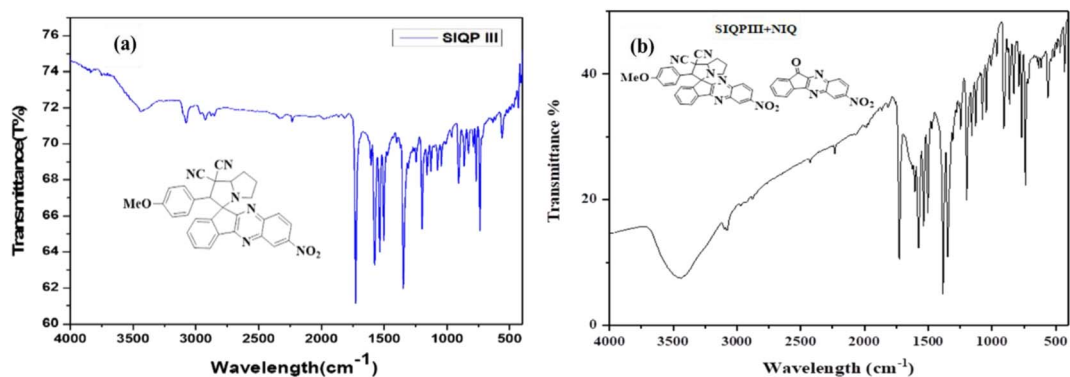 (a)
SIQP III
76
74
72
70
68
66
64
62
60
Transmittance(T%)
CN
CN
N
MeO
N
N
NO2
4000 3500 3000 2500 2000 1500 1000 500
Wavelength(cm-1)
(b)
SIQPIII+NIQ
40
20
0
Transmittance %
NC
CN
MeO
N
N
N
NO2
O
N
N
NO2
4000 3500 3000 2500 2000 1500 1000 500
Wavelength (cm-1)